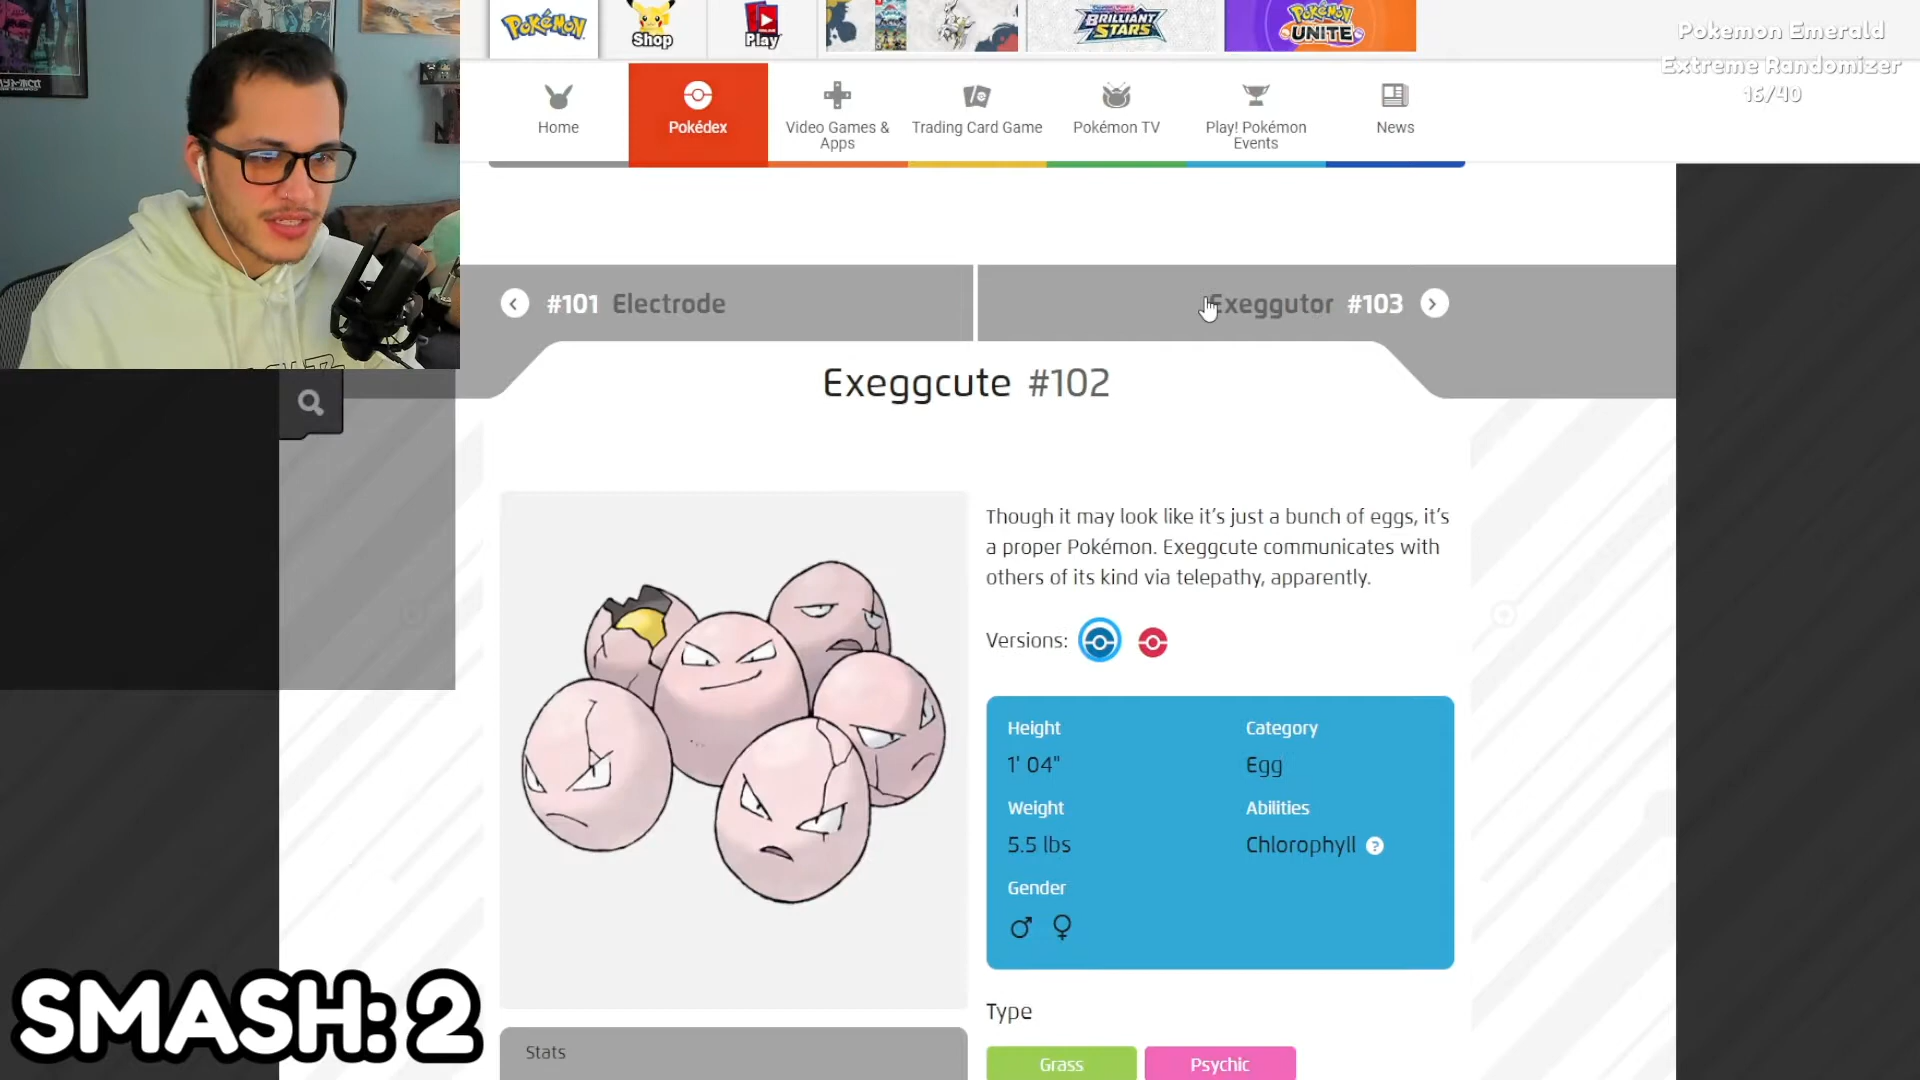 Pokémon
Shop
Play
BRILLIANT STARS
Pokémon UNITE
Pokemon Emerald
Extreme Randomizer
16/40
Home
Pokédex
Video Games & Apps
Trading Card Game
Pokémon TV
Play! Pokémon Events
News
#101 Electrode
Exeggutor #103
Exeggcute #102
Though it may look like it's just a bunch of eggs, it's
a proper Pokémon. Exeggcute communicates with
others of its kind via telepathy, apparently.
Versions:
Height
1' 04"
Category
Egg
Weight
5.5 lbs
Abilities
Chlorophyll ?
Gender
Type
Grass
Psychic
Stats
SMASH: 2